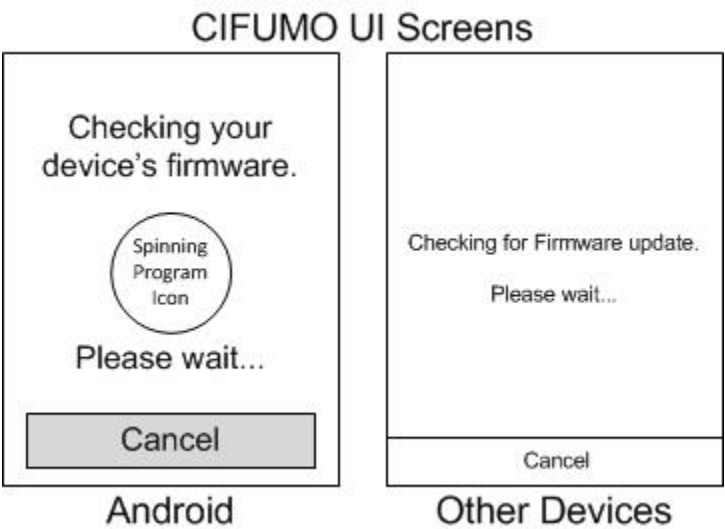 CIFUMO UI Screens
Checking your
device's firmware.
Spinning
Program
Icon
Please wait...
Cancel
Android
Checking for Firmware update.
Please wait...
Cancel
Other Devices